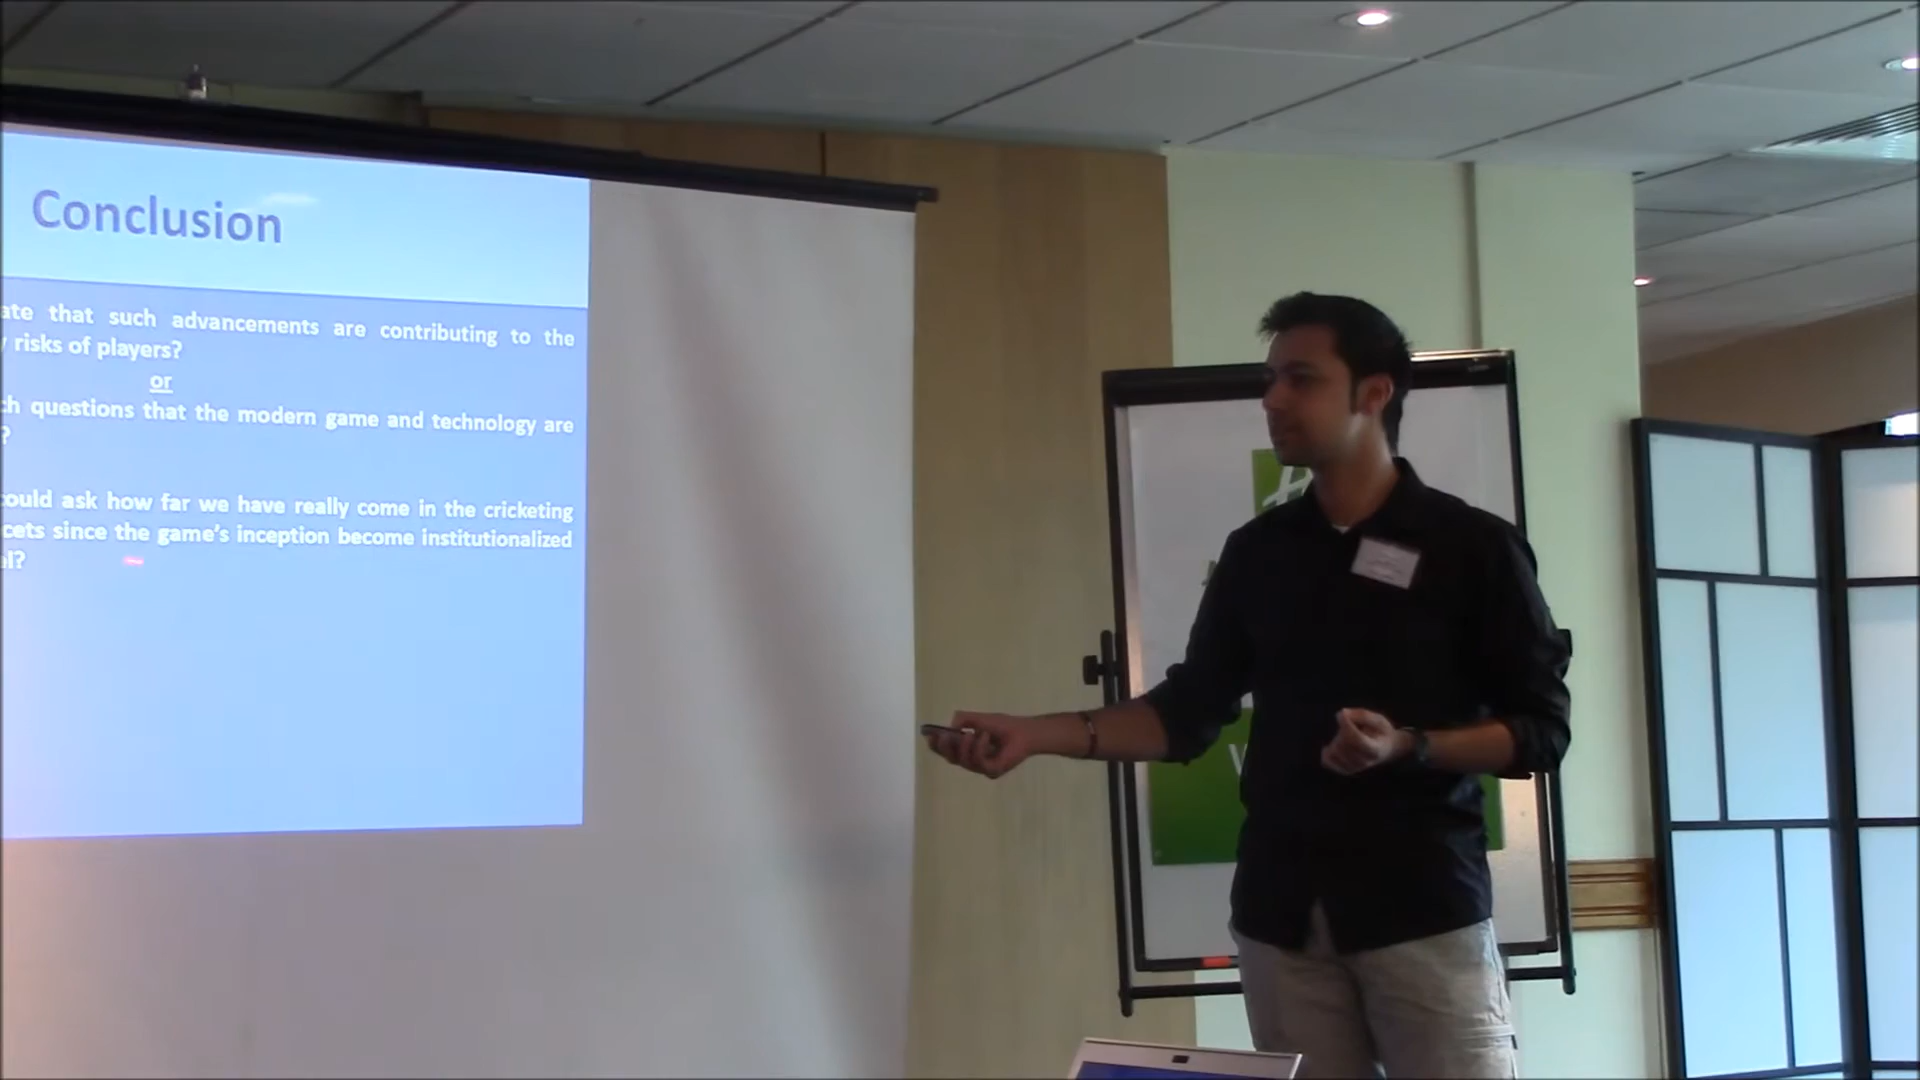 Conclusion
ate that such advancements are contributing to the
risks of players?
or
ch questions that the modern game and technology are
?
could ask how far we have really come in the cricketing
cets since the game's inception become institutionalized
al?